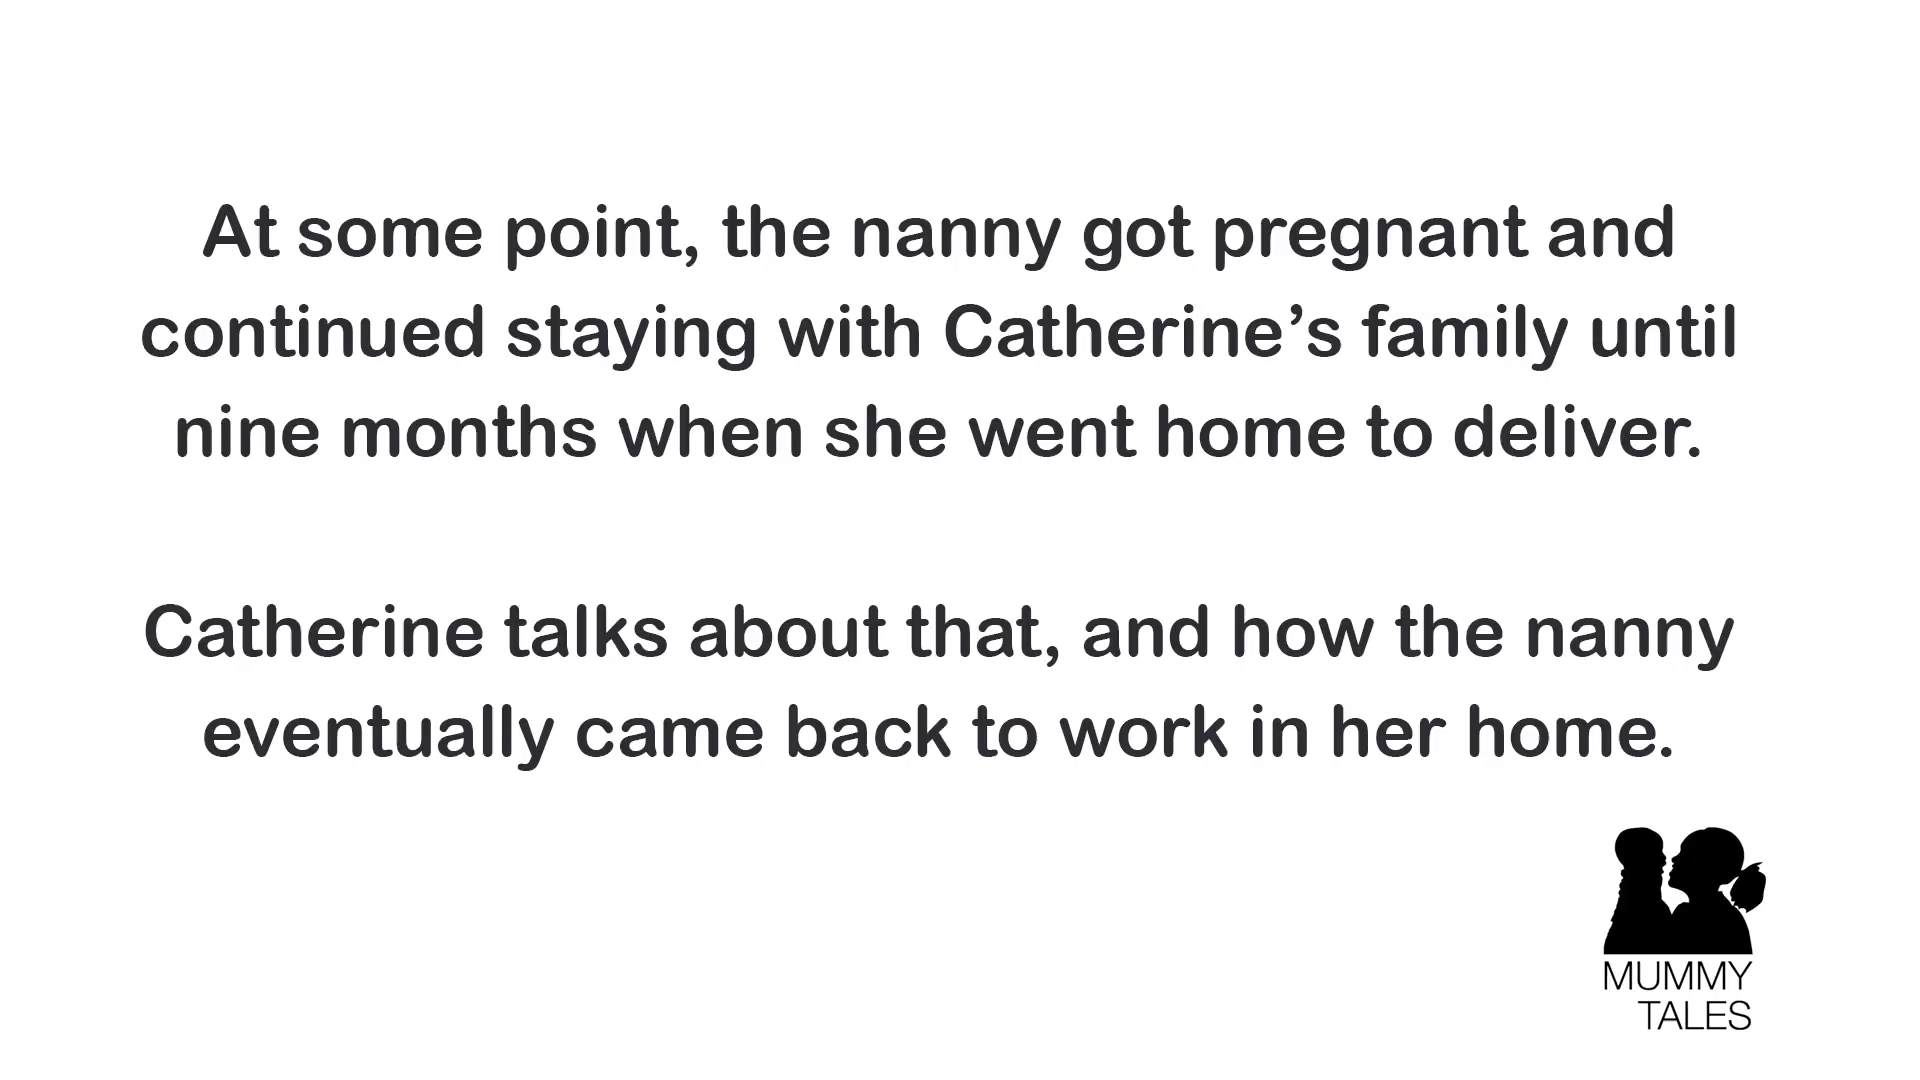 At some point, the nanny got pregnant and
continued staying with Catherine’s family until
nine months when she went home to deliver.
Catherine talks about that, and how the nanny
eventually came back to work in her home.
MUMMY
TALES